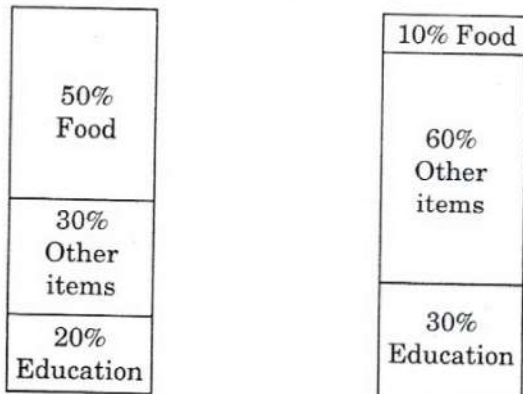 50%
Food
30%
Other
items
20%
Education
10% Food
60%
Other
items
30%
Education